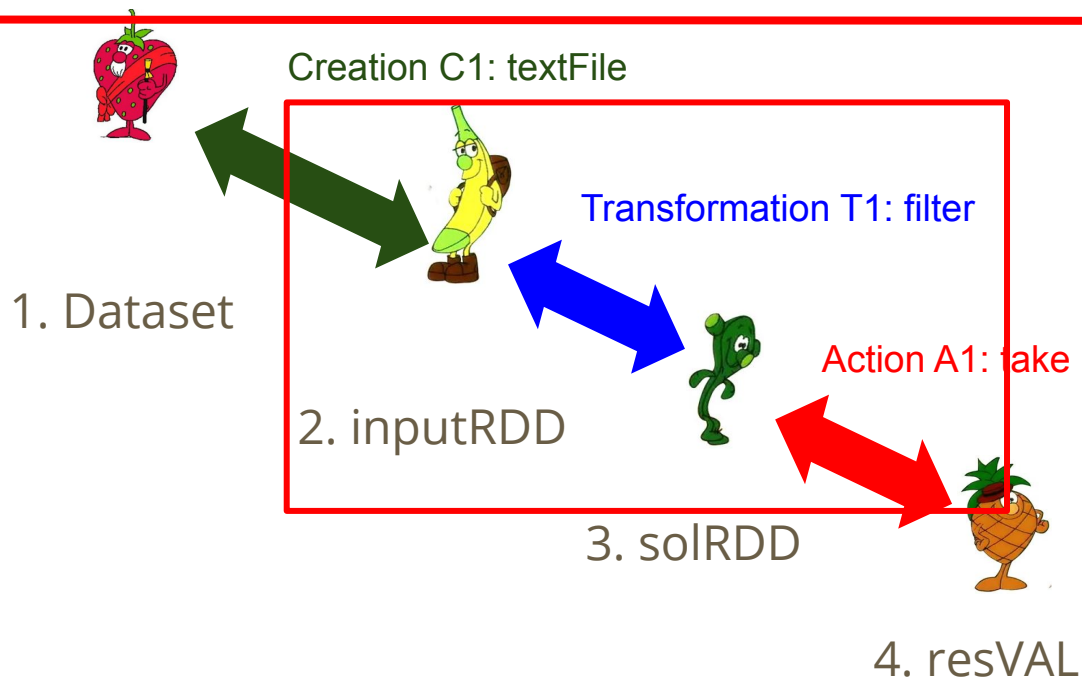 Creation C1: textFile
Transformation T1: filter
1. Dataset
Action A1: take
2. inputRDD
3. solRDD
4. resVAL